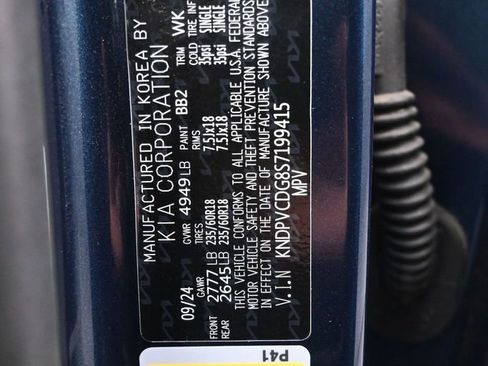 MANUFACTURED IN KOREA BY
KIA CORPORATION
09/24 GVWR 4949LB PAINT BB2 TRIM WK
GAWR TIRES RIMS COLD TIRE INF
FRONT 2777LB 235/60R18 7.5JX18 35psi SINGLE
REAR 2645LB 235/60R18 7.5JX18 35psi SINGLE
THIS VEHICLE CONFORMS TO ALL APPLICABLE U.S.A FEDERAL
MOTOR VEHICLE SAFETY AND THEFT PREVENTION STANDARDS
IN EFFECT ON THE DATE OF MANUFACTURE SHOWN ABOVE
V.I.N KNDPVCDG8S7199415
MPV
P41